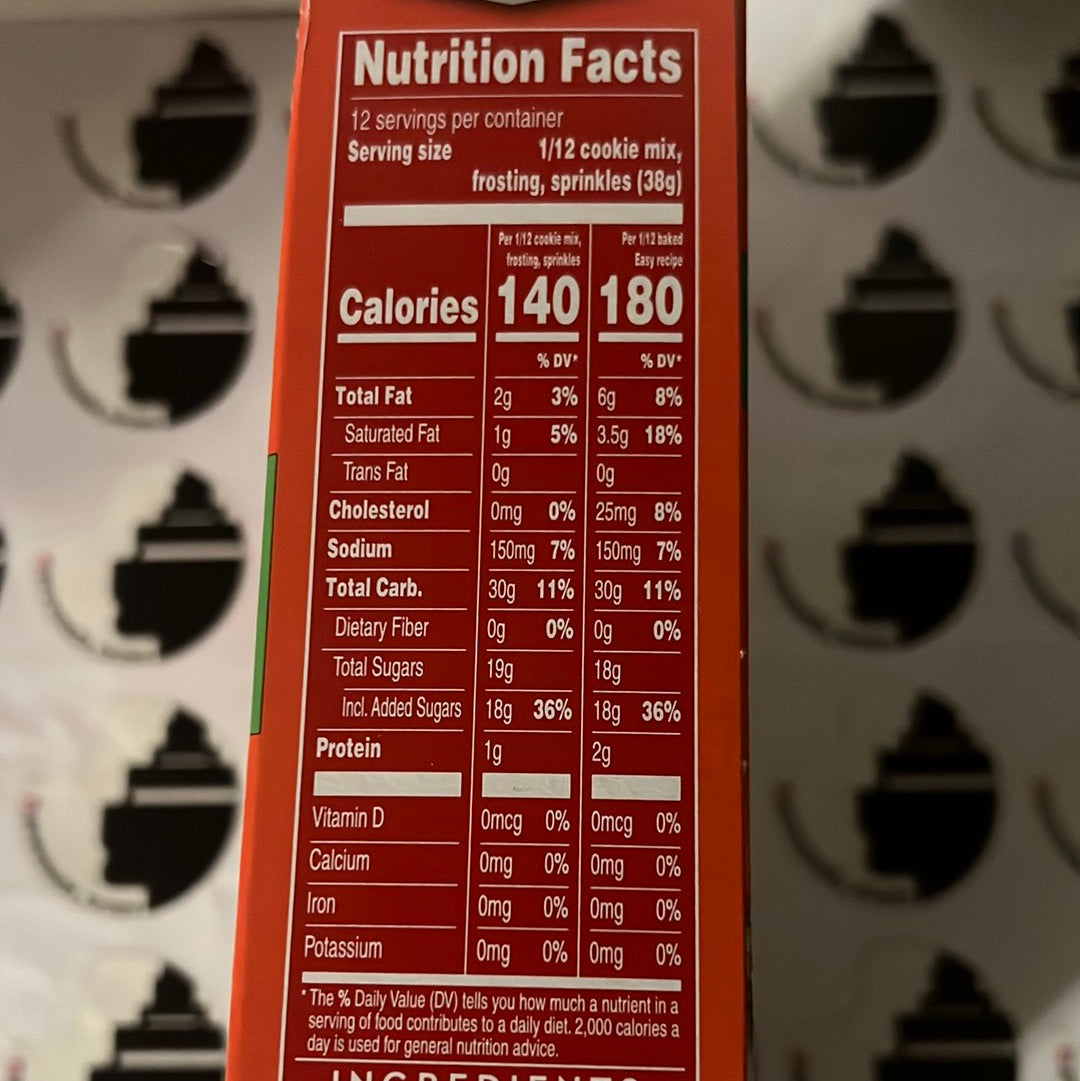 Nutrition Facts
12 servings per container
Serving size 1/12 cookie mix,
frosting, sprinkles (38g)
Per 1/12 cookie mix, Per 1/12 baked
frosting, sprinkles Easy recipe
Calories 140 180
% DV* % DV*
Total Fat 2g 3% 6g 8%
Saturated Fat 1g 5% 3.5g 18%
Trans Fat 0g 0g
Cholesterol 0mg 0% 25mg 8%
Sodium 150mg 7% 150mg 7%
Total Carb. 30g 11% 30g 11%
Dietary Fiber 0g 0% 0g 0%
Total Sugars 19g 18g
Incl. Added Sugars 18g 36% 18g 36%
Protein 1g 2g
Vitamin D 0mcg 0% 0mcg 0%
Calcium 0mg 0% 0mg 0%
Iron 0mg 0% 0mg 0%
Potassium 0mg 0% 0mg 0%
* The % Daily Value (DV) tells you how much a nutrient in a
serving of food contributes to a daily diet. 2,000 calories a
day is used for general nutrition advice.
INGREDIENTS